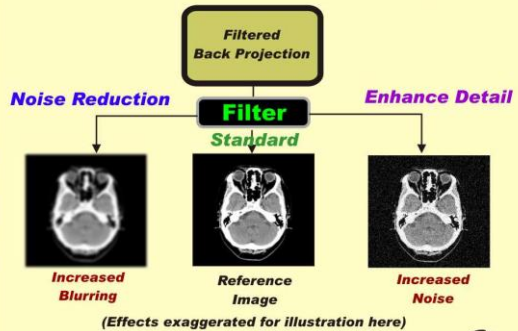 Filtered
Back Projection
Noise Reduction
Filter
Enhance Detail
Standard
Increased
Blurring
Reference
Image
Increased
Noise
(Effects exaggerated for illustration here)